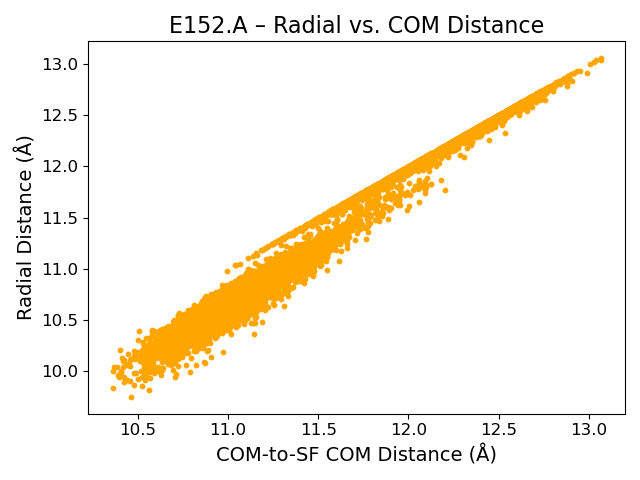 E152.A – Radial vs. COM Distance
Radial Distance (Å)
13.0
12.5
12.0
11.5
11.0
10.5
10.0
10.5 11.0 11.5 12.0 12.5 13.0
COM-to-SF COM Distance (Å)